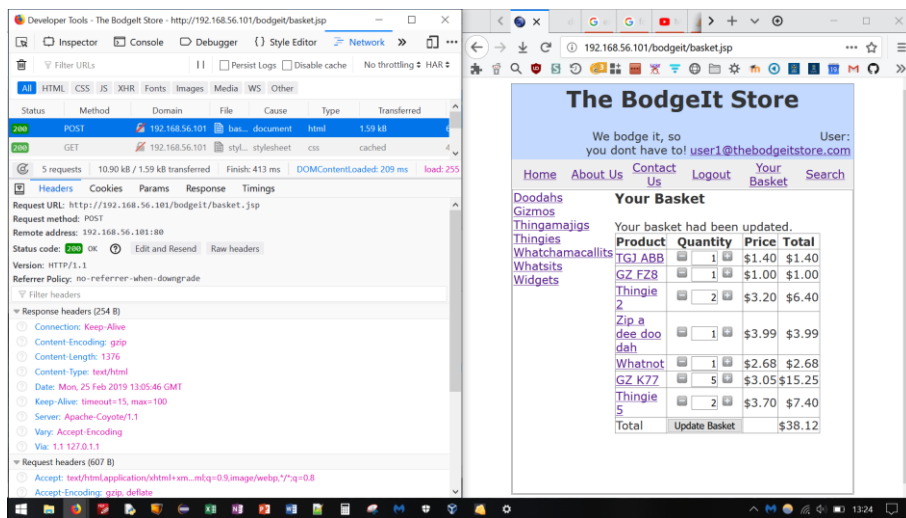 Developer Tools - The BodgeIt Store - http://192.168.56.101/bodgeit/basket.jsp
Inspector Console Debugger {} Style Editor Network
Filter URLs Persist Logs Disable cache No throttling HAR
All HTML CSS JS XHR Fonts Images Media WS Other
Status Method Domain File Cause Type Transferred
200 POST 192.168.56.101 bas... document html 1.59 kB
200 GET 192.168.56.101 styl... stylesheet css cached
5 requests 10.90 kB / 1.59 kB transferred Finish: 413 ms DOMContentLoaded: 209 ms load: 255
Headers Cookies Params Response Timings
Request URL: http://192.168.56.101/bodgeit/basket.jsp
Request method: POST
Remote address: 192.168.56.101:80
Status code: 200 OK Edit and Resend Raw headers
Version: HTTP/1.1
Referrer Policy: no-referrer-when-downgrade
Filter headers
Response headers (254 B)
Connection: Keep-Alive
Content-Encoding: gzip
Content-Length: 1376
Content-Type: text/html
Date: Mon, 25 Feb 2019 13:05:46 GMT
Keep-Alive: timeout=15, max=100
Server: Apache-Coyote/1.1
Vary: Accept-Encoding
Via: 1.1 127.0.1.1
Request headers (607 B)
Accept: text/html,application/xhtml+xm...ml;q=0.9,image/webp,*/*;q=0.8
Accept-Encoding: gzip, deflate
192.168.56.101/bodgeit/basket.jsp
The BodgeIt Store
We bodge it, so
you dont have to!
User:
user1@thebodgeitstore.com
Home About Us Contact Us Logout Your Basket Search
Doodahs
Gizmos
Thingamajigs
Thingies
Whatchamacallits
Whatsits
Widgets
Your Basket
Your basket had been updated.
Product Quantity Price Total
TGJ ABB 1 $1.40 $1.40
GZ FZ8 1 $1.00 $1.00
Thingie 2 2 $3.20 $6.40
Zip a dee doo dah 1 $3.99 $3.99
Whatnot 1 $2.68 $2.68
GZ K77 5 $3.05 $15.25
Thingie 5 2 $3.70 $7.40
Total Update Basket $38.12
13:24